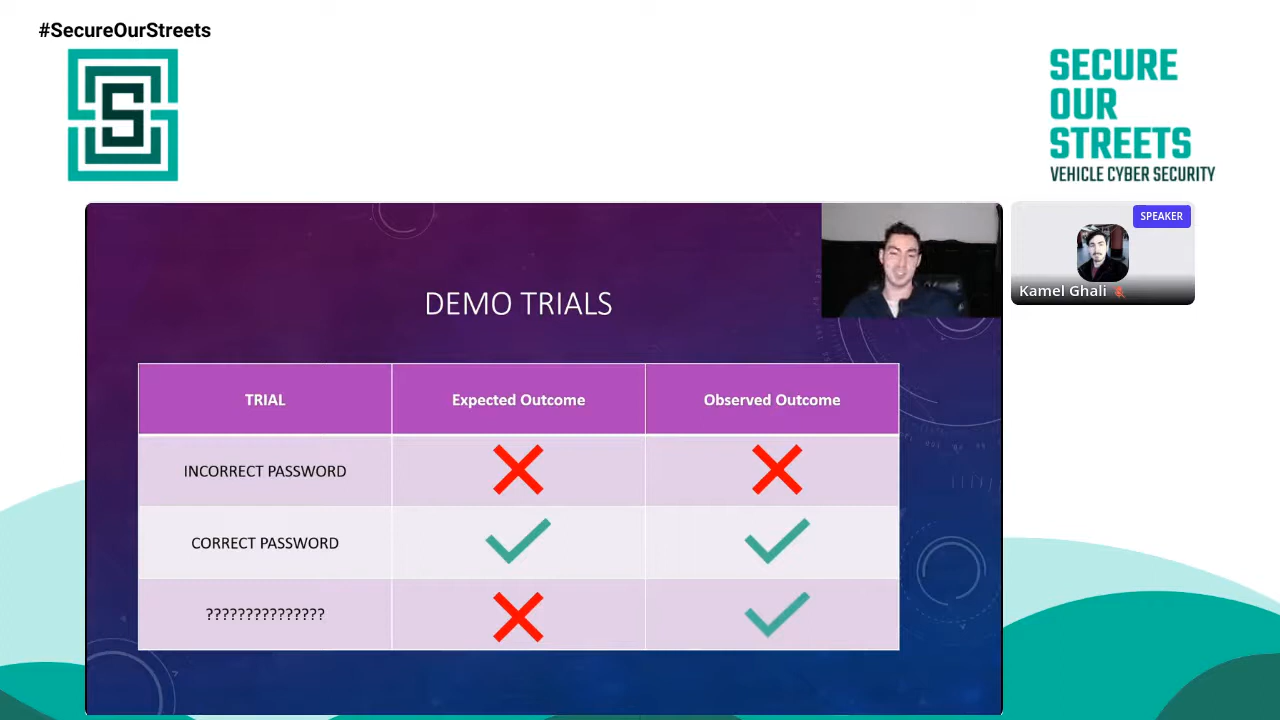 #SecureOurStreets
S
SECURE
OUR
STREETS
VEHICLE CYBER SECURITY
SPEAKER
Kamel Ghali
DEMO TRIALS
TRIAL Expected Outcome Observed Outcome
INCORRECT PASSWORD
CORRECT PASSWORD
???????????????